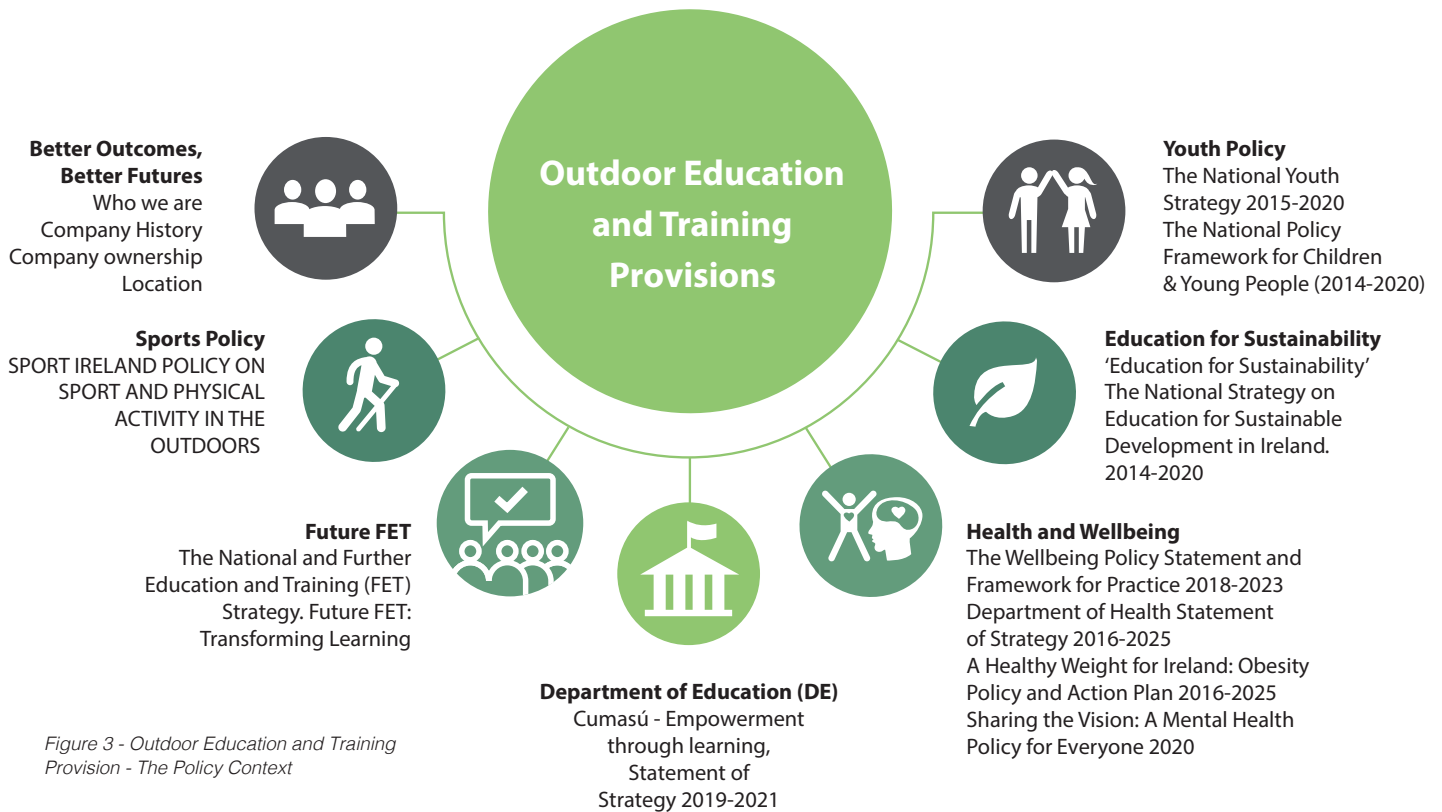 Outdoor Education
and Training
Provisions
Better Outcomes,
Better Futures
Who we are
Company History
Company ownership
Location
Sports Policy
SPORT IRELAND POLICY ON
SPORT AND PHYSICAL
ACTIVITY IN THE
OUTDOORS
Future FET
The National and Further
Education and Training (FET)
Strategy. Future FET:
Transforming Learning
Department of Education (DE)
Cumasú - Empowerment
through learning,
Statement of
Strategy 2019-2021
Health and Wellbeing
The Wellbeing Policy Statement and
Framework for Practice 2018-2023
Department of Health Statement
of Strategy 2016-2025
A Healthy Weight for Ireland: Obesity
Policy and Action Plan 2016-2025
Sharing the Vision: A Mental Health
Policy for Everyone 2020
Education for Sustainability
'Education for Sustainability'
The National Strategy on
Education for Sustainable
Development in Ireland.
2014-2020
Youth Policy
The National Youth
Strategy 2015-2020
The National Policy
Framework for Children
& Young People (2014-2020)
Figure 3 - Outdoor Education and Training
Provision - The Policy Context